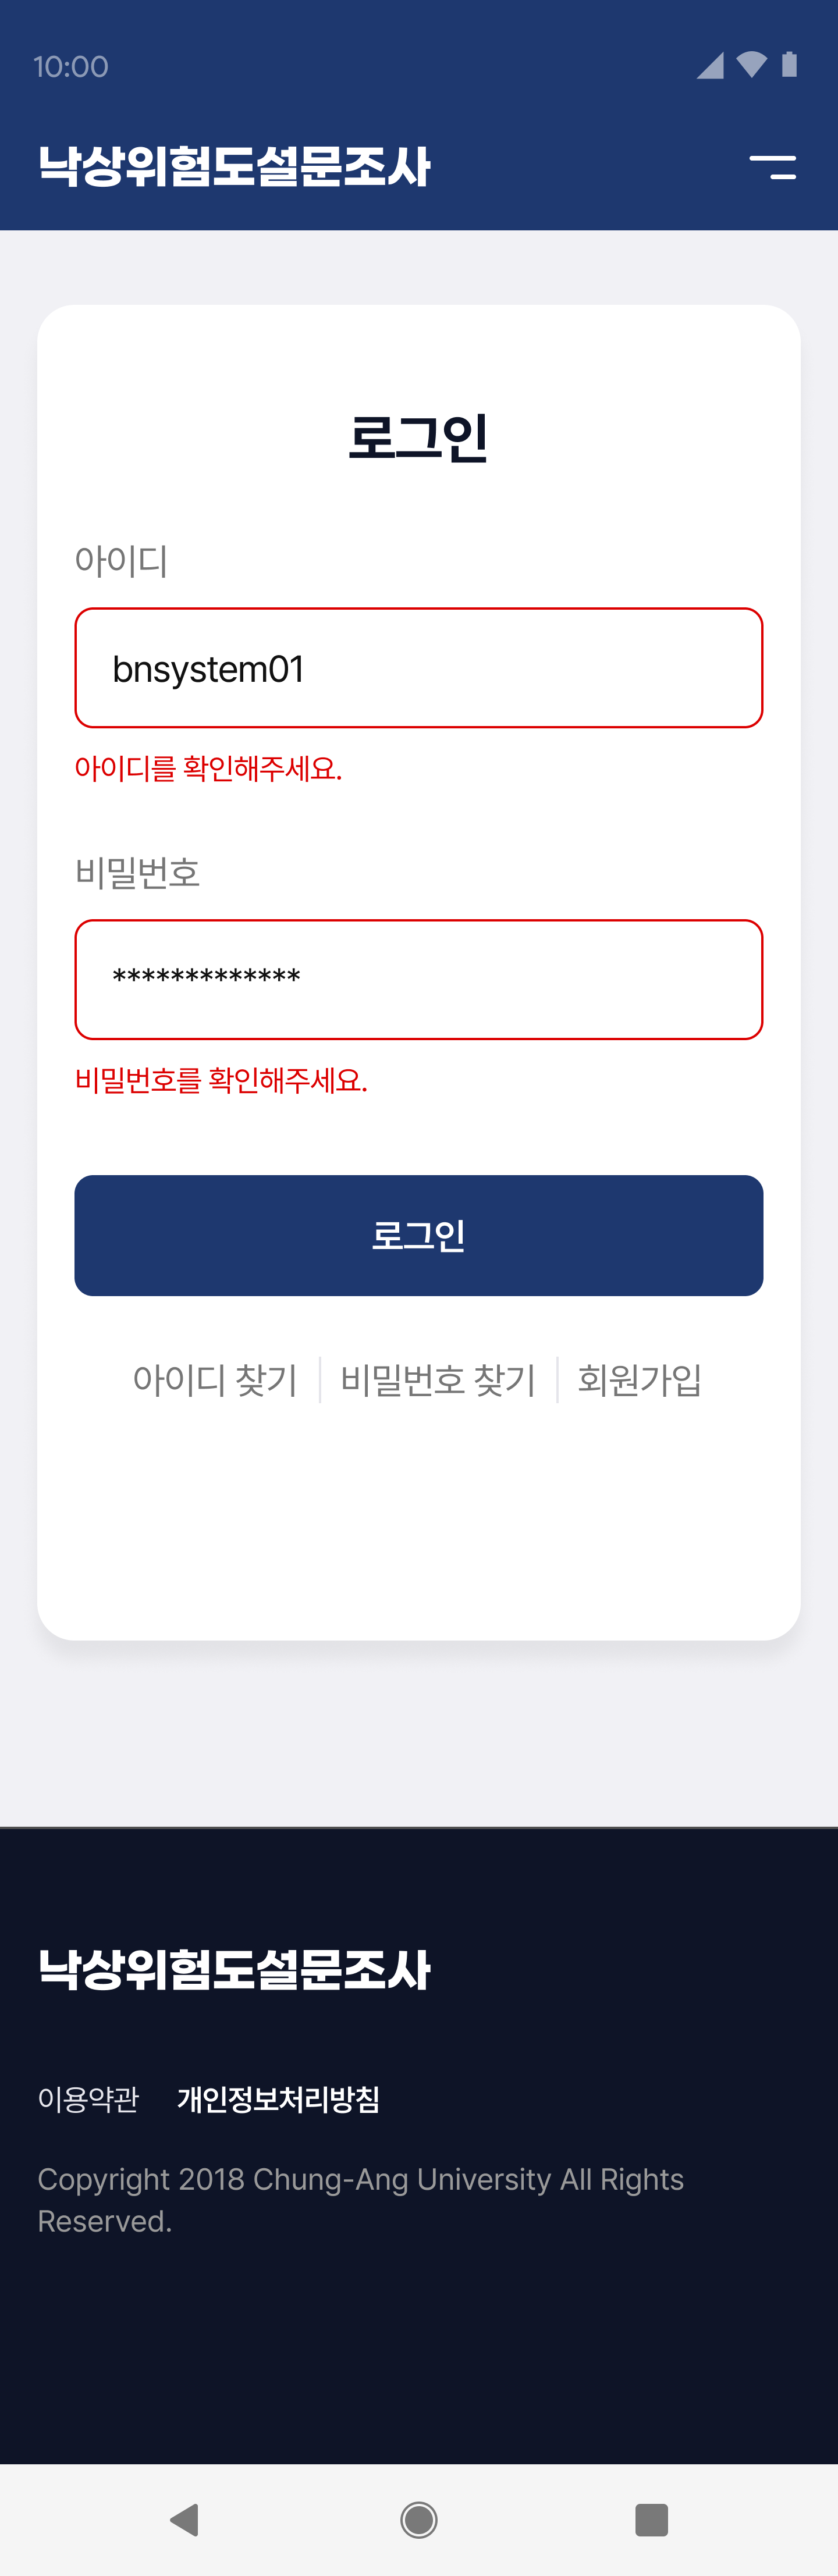 10:00
낙상위험도설문조사
로그인
아이디
bnsystem01
아이디를 확인해주세요.
비밀번호
*************
비밀번호를 확인해주세요.
로그인
아이디 찾기
비밀번호 찾기
회원가입
낙상위험도설문조사
이용약관 개인정보처리방침
Copyright 2018 Chung-Ang University All Rights
Reserved.